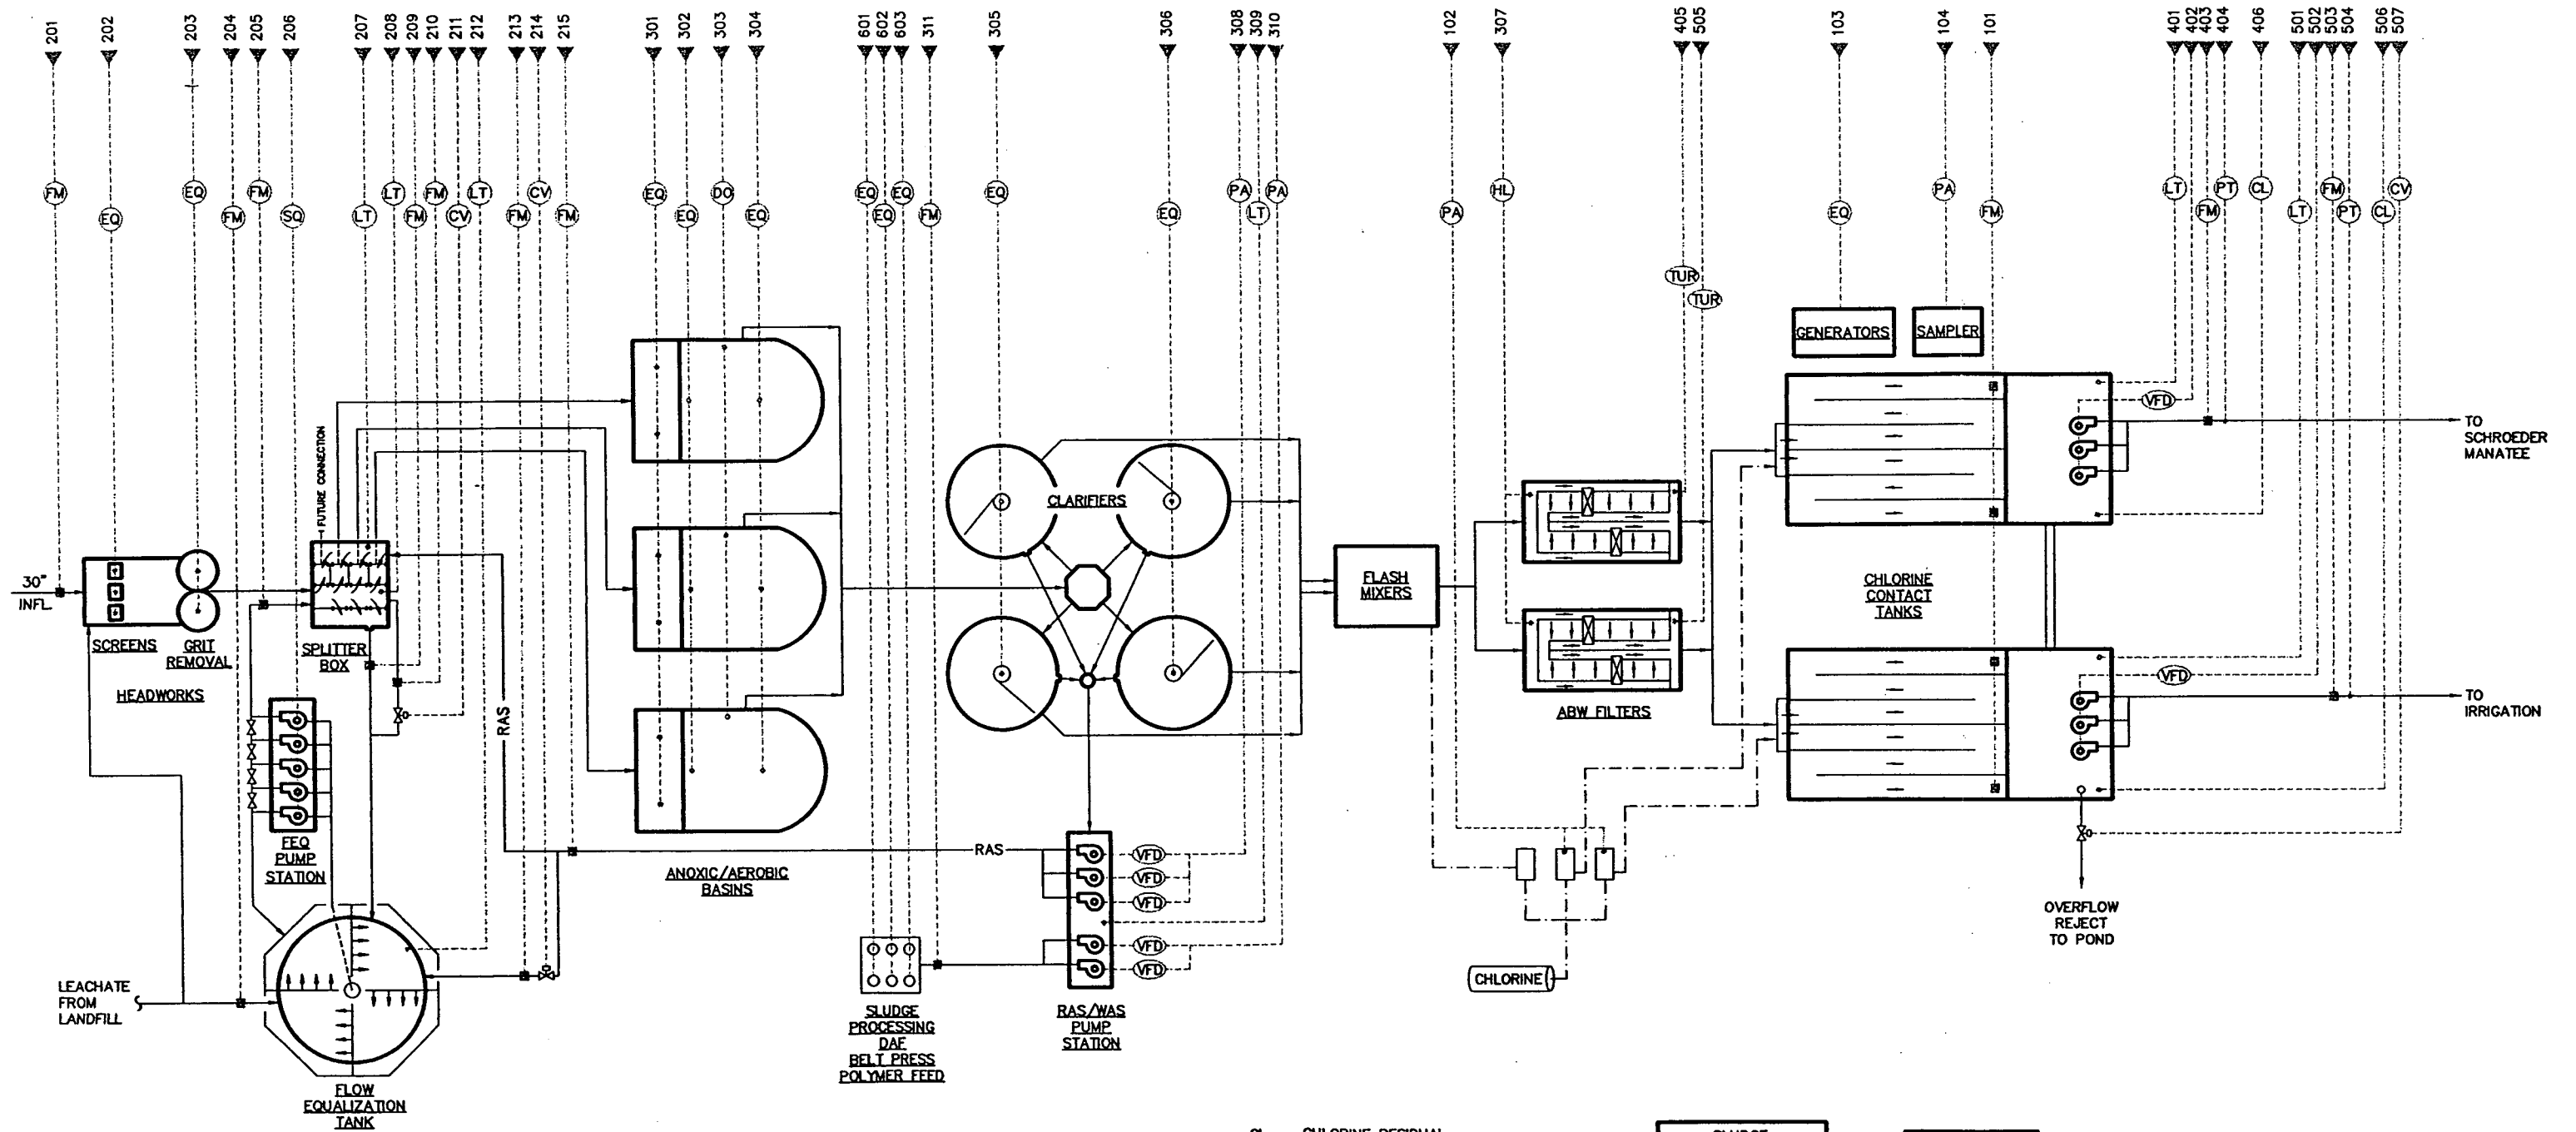 201
202
203
204
205
206
207
208
209
210
211
212
213
214
215
301
302
303
304
601
602
603
311
305
306
308
309
310
102
307
405
505
103
104
101
401
402
403
404
406
501
502
503
504
506
507
FM
EQ
EQ
FM
FM
SQ
LT
LT
FM
FM
CV
LT
FM
CV
FM
EQ
EQ
DO
EQ
EQ
EQ
EQ
FM
EQ
EQ
PA
LT
PA
PA
HL
TUR
TUR
EQ
PA
FM
LT
FM
PT
CL
LT
FM
PT
CL
CV
GENERATORS
SAMPLER
VFD
TO
SCHROEDER
MANATEE
FUTURE CONNECTION
CLARIFIERS
30"
INFL.
SCREENS
GRIT
REMOVAL
HEADWORKS
SPLITTER
BOX
FLASH
MIXERS
CHLORINE
CONTACT
TANKS
VFD
TO
IRRIGATION
ABW FILTERS
RAS
FEQ
PUMP
STATION
ANOXIC/AEROBIC
BASINS
RAS
VFD
VFD
VFD
VFD
VFD
OVERFLOW
REJECT
TO POND
CHLORINE
LEACHATE
FROM
LANDFILL
SLUDGE
PROCESSING
DAF
BELT PRESS
POLYMER FEED
RAS/WAS
PUMP
STATION
FLOW
EQUALIZATION
TANK
CL CHLORINE RESIDUAL
SLUDGE